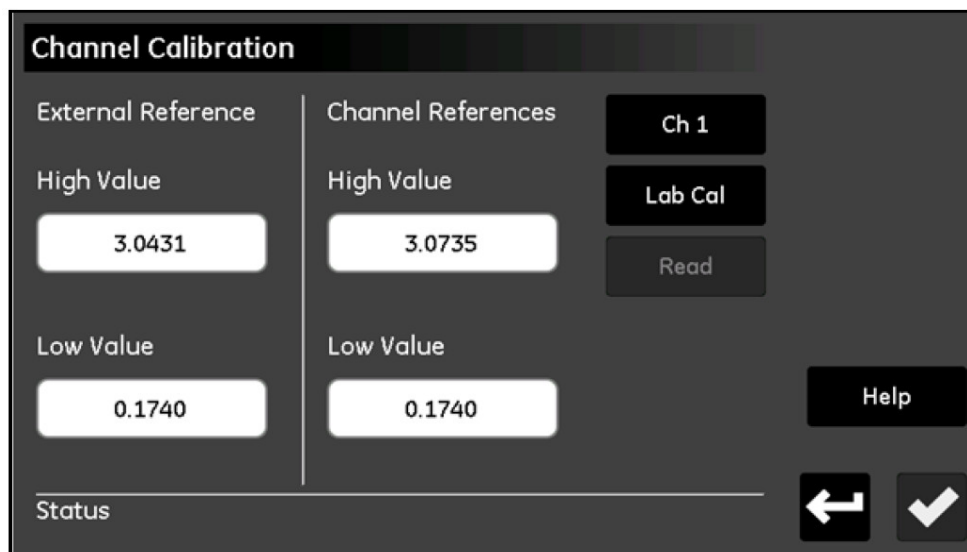 Channel Calibration
External Reference
High Value
3.0431
Low Value
0.1740
Channel References
High Value
3.0735
Low Value
0.1740
Ch 1
Lab Cal
Read
Help
Status